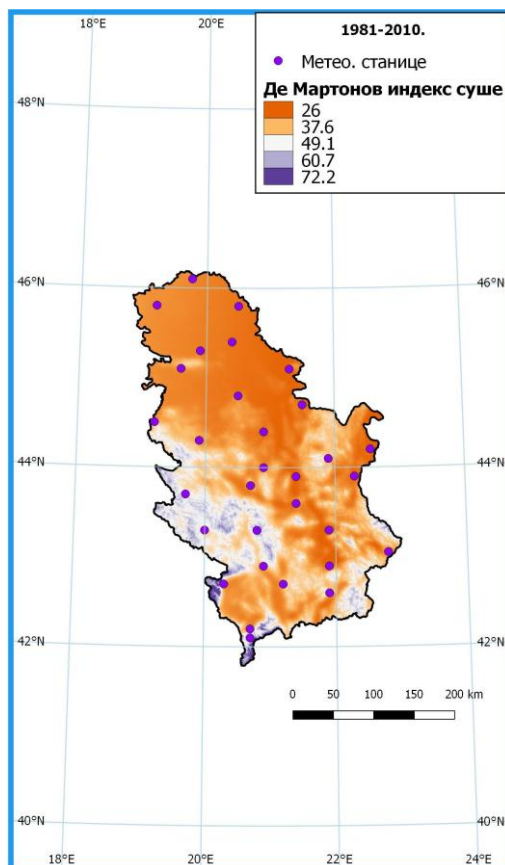 18°E
20°E
1981-2010.
Метео. станице
Де Мартонов индекс суше
26
37.6
49.1
60.7
72.2
48°N
46°N
46°N
44°N
44°N
42°N
42°N
0 50 100 150 200 km
40°N
40°N
18°E
20°E
22°E
24°E